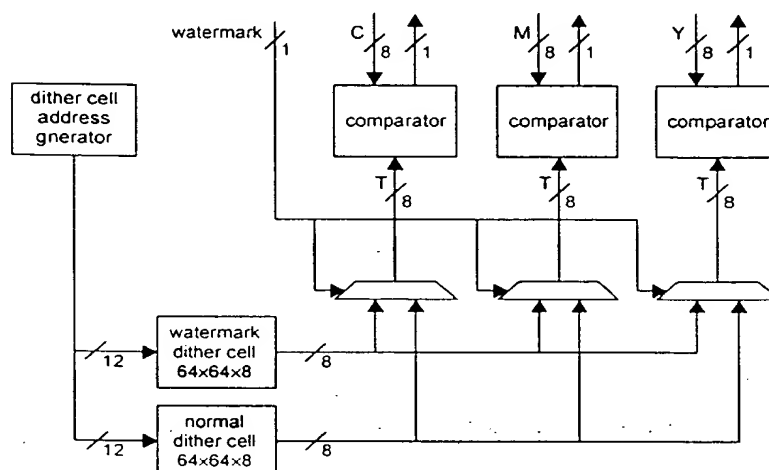 watermark
1
C
8
1
M
8
1
Y
8
1
dither cell
address
gnerator
comparator
comparator
comparator
T
8
T
8
T
8
12
watermark
dither cell
64×64×8
8
12
normal
dither cell
64×64×8
8